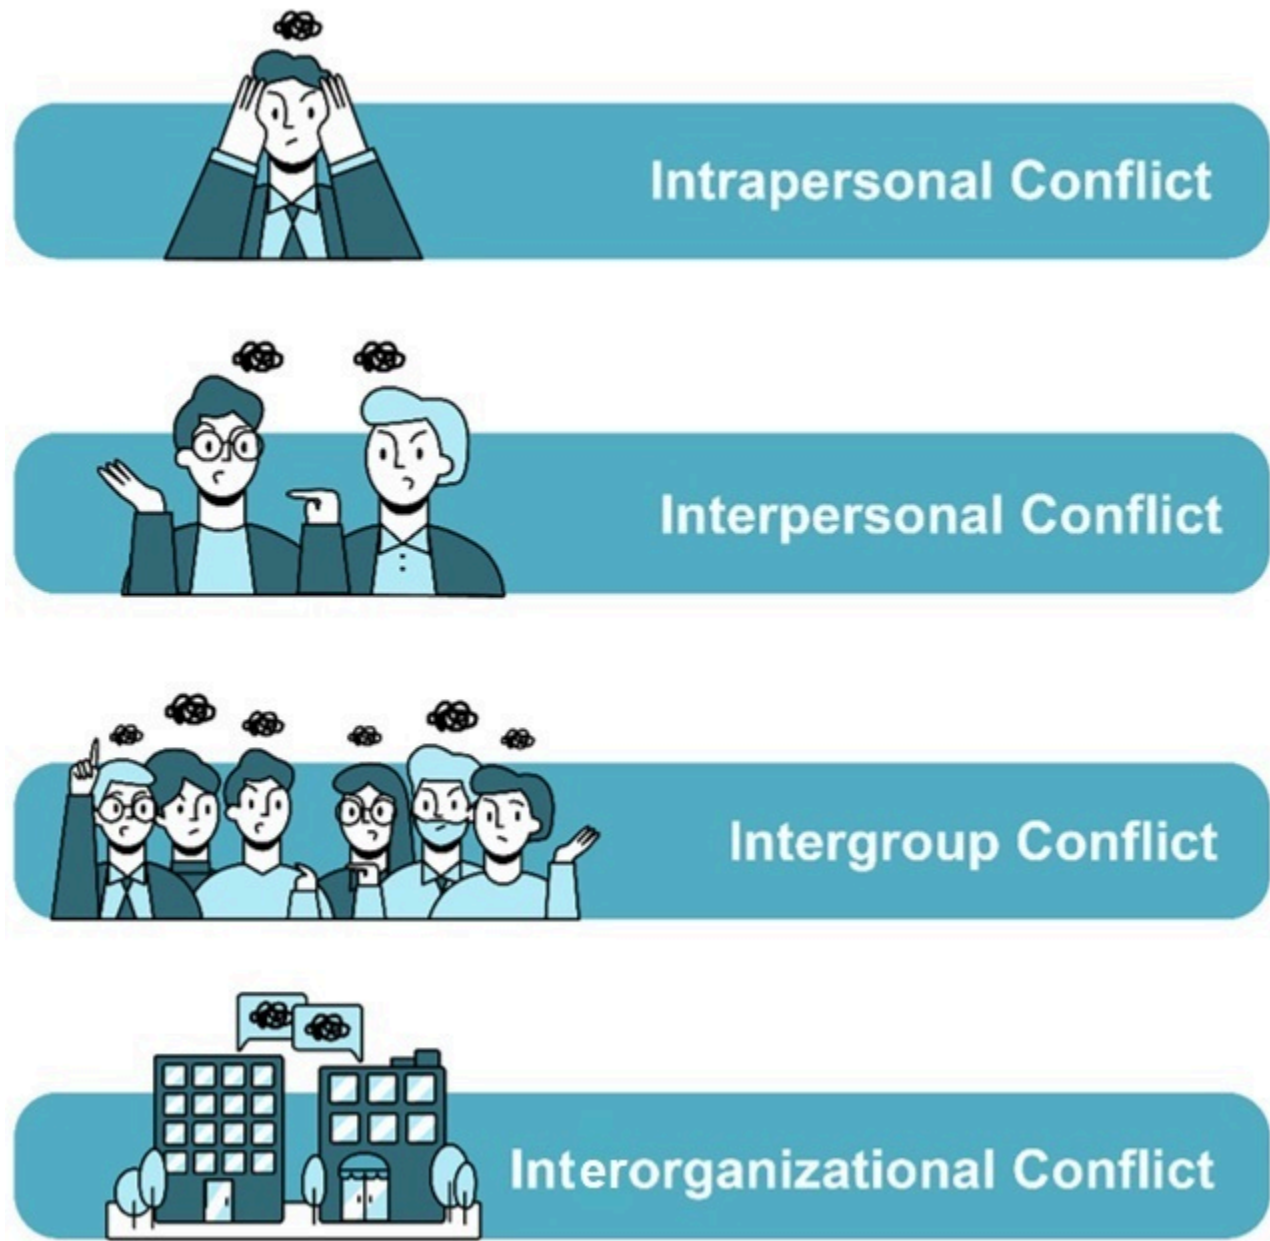 Intrapersonal Conflict
Interpersonal Conflict
Intergroup Conflict
Interorganizational Conflict